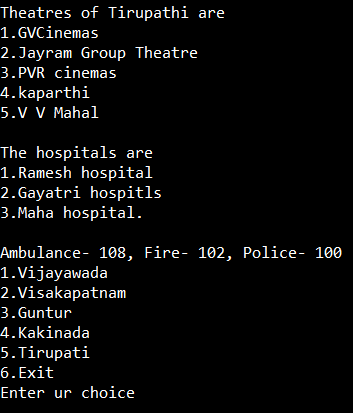 Theatres of Tirupathi are
1.GVCinemas
2.Jayram Group Theatre
3.PVR cinemas
4.kaparthi
5.V V Mahal
The hospitals are
1.Ramesh hospital
2.Gayatri hospitls
3.Maha hospital.
Ambulance- 108, Fire- 102, Police- 100
1.Vijayawada
2.Visakapatnam
3.Guntur
4.Kakinada
5.Tirupati
6.Exit
Enter ur choice